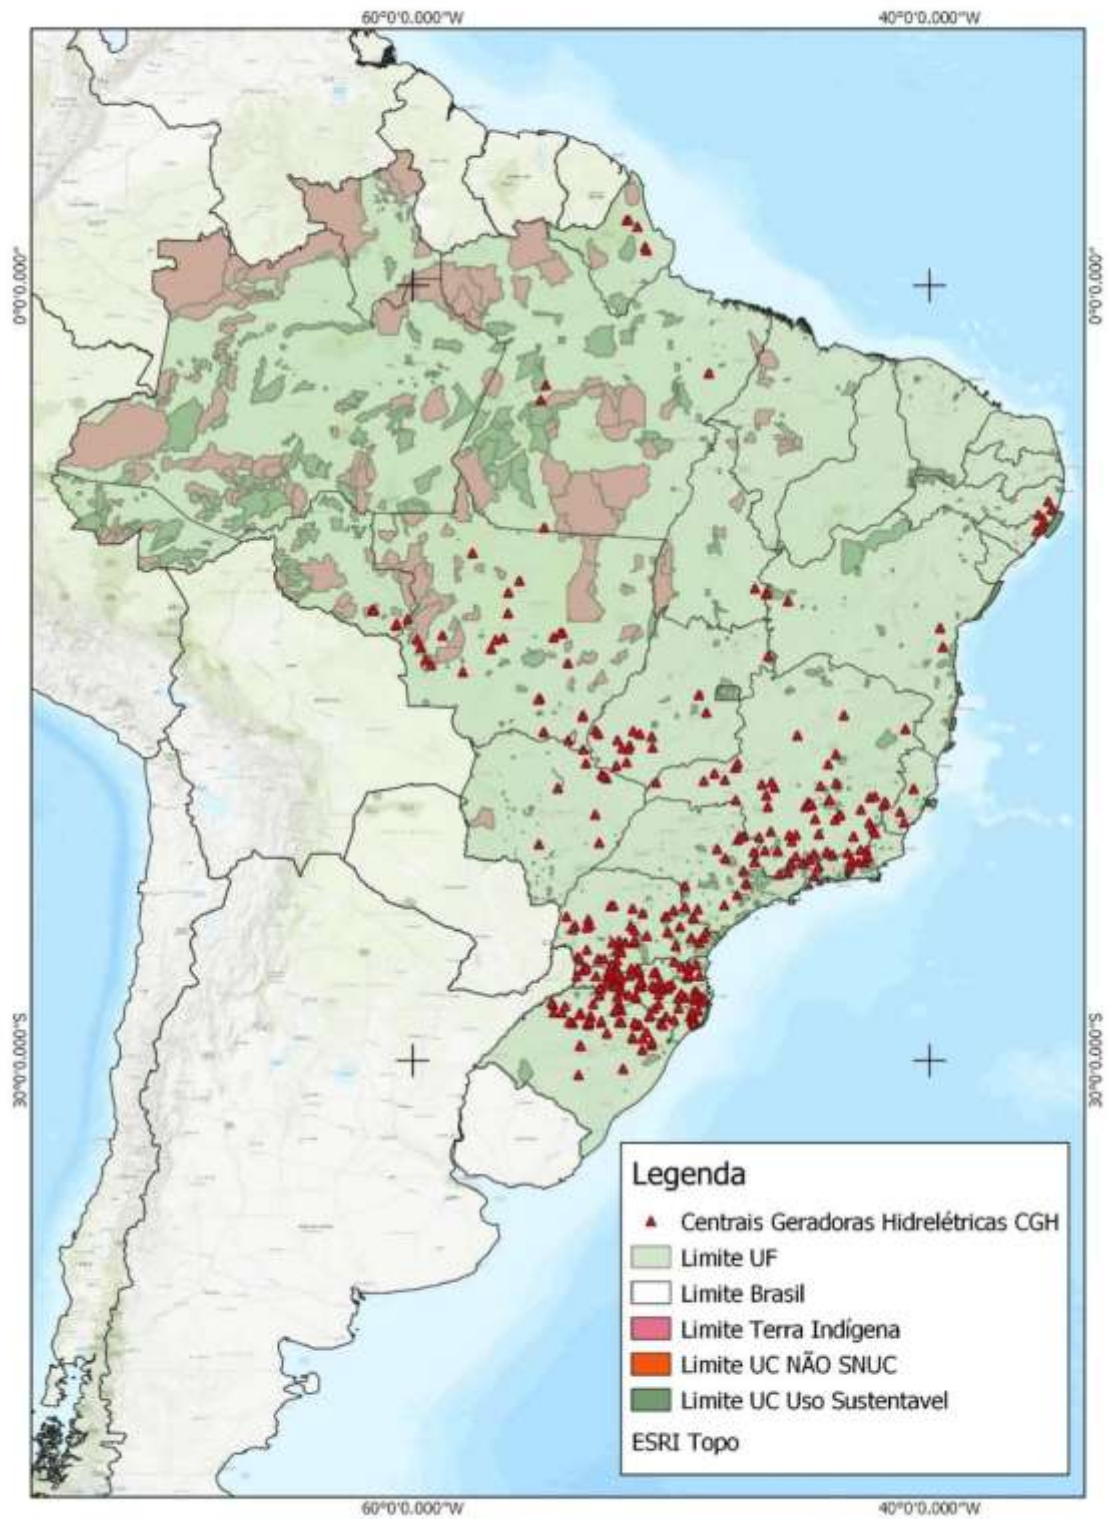 60°0'0.000"W 40°0'0.000"W
0°0'0.000" 0°0'0.000"
30°0'0.000"S 30°0'0.000"S
Legenda
Centrais Geradoras Hidrelétricas CGH
Limite UF
Limite Brasil
Limite Terra Indígena
Limite UC NÃO SNUC
Limite UC Uso Sustentavel
ESRI Topo
60°0'0.000"W 40°0'0.000"W